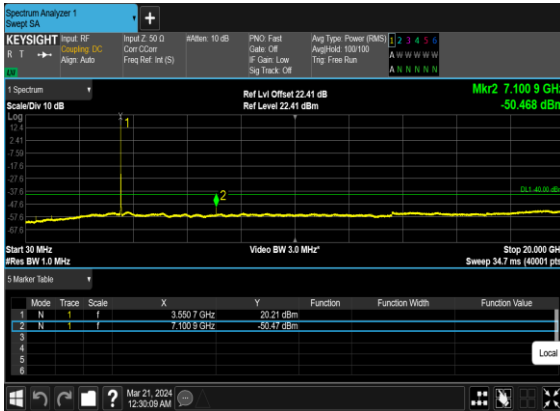 Spectrum Analyzer 1
Swept SA
+
KEYSIGHT Input: RF Input Z: 50 Ω #Atten: 10 dB PNO: Fast Avg Type: Power (RMS) 1 2 3 4 5 6
R T Coupling: DC Corr CCorr Gate: Off Avg|Hold: 100/100 A W W W W W
Align: Auto Freq Ref: Int (S) IF Gain: Low Trig: Free Run A N N N N N
Sig Track: Off
1 Spectrum
Scale/Div 10 dB Ref Lvl Offset 22.41 dB Mkr2 7.100 9 GHz
Ref Level 22.41 dBm -50.468 dBm
Log
12.4
2.41
-7.59
-17.6
-27.6
-37.6
-47.6
-57.6
-67.6
1
2
DL1 -40.00 dBm
Start 30 MHz Video BW 3.0 MHz* Stop 20.000 GHz
#Res BW 1.0 MHz Sweep 34.7 ms (40001 pts)
5 Marker Table
Mode Trace Scale X Y Function Function Width Function Value
1 N 1 f 3.550 7 GHz 20.21 dBm
2 N 1 f 7.100 9 GHz -50.47 dBm
3
4
5
6
Local
? Mar 21, 2024
12:30:09 AM